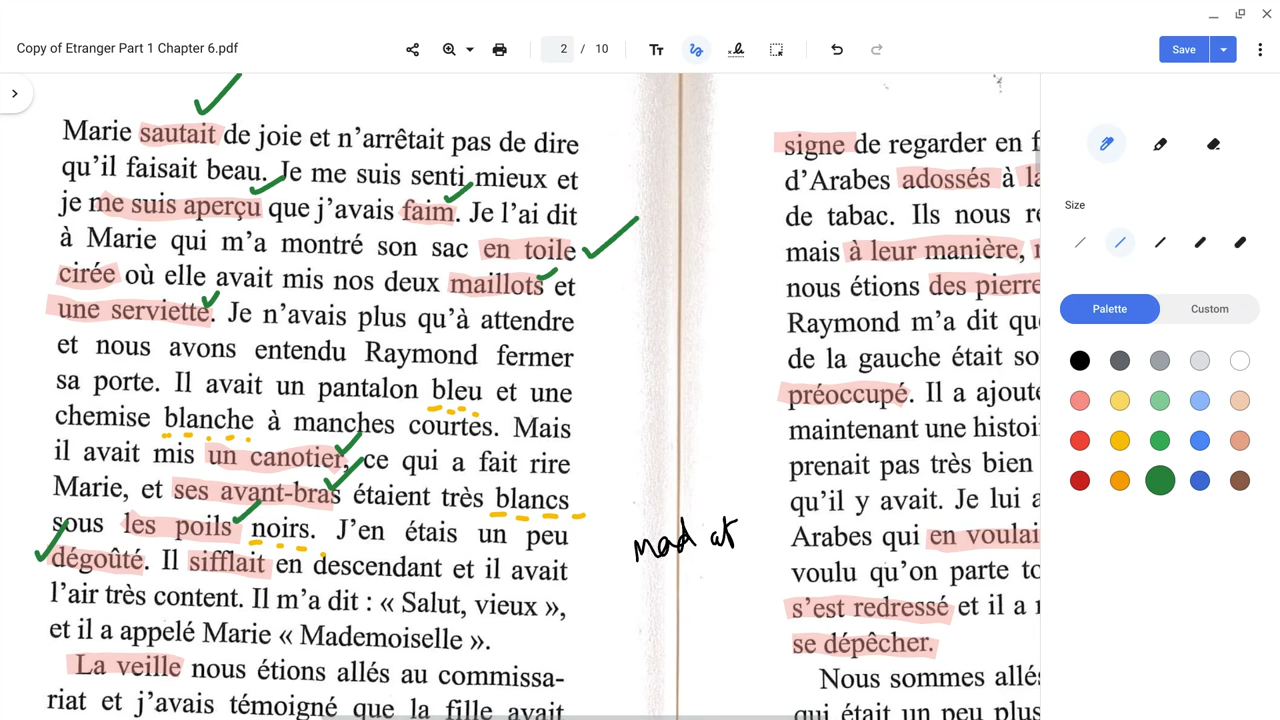 Copy of Etranger Part 1 Chapter 6.pdf
2 / 10
Tт
Save
Marie sautait de joie et n'arrêtait pas de dire
qu'il faisait beau. Je me suis senti mieux et
je me suis aperçu que j'avais faim. Je l'ai dit
à Marie qui m'a montré son sac en toile
cirée où elle avait mis nos deux maillots et
une serviette. Je n'avais plus qu'à attendre
et nous avons entendu Raymond fermer
sa porte. Il avait un pantalon bleu et une
chemise blanche à manches courtes. Mais
il avait mis un canotier, ce qui a fait rire
Marie, et ses avant-bras étaient très blancs
sous les poils noirs. J'en étais un peu
dégoûté. Il sifflait en descendant et il avait
l'air très content. Il m'a dit : « Salut, vieux »,
et il a appelé Marie « Mademoiselle ».
La veille nous étions allés au commissa-
riat et j'avais témoigné que la fille avait
mad at
signe de regarder en f
d'Arabes adossés à la
de tabac. Ils nous re
mais à leur manière,
nous étions des pierre
Raymond m'a dit que
de la gauche était so
préoccupé. Il a ajouté
maintenant une histoi
prenait pas très bien
qu'il y avait. Je lui a
Arabes qui en voulai
voulu qu'on parte to
s'est redressé et il a
se dépêcher.
Nous sommes allés
qui était un peu plus
Size
Palette
Custom